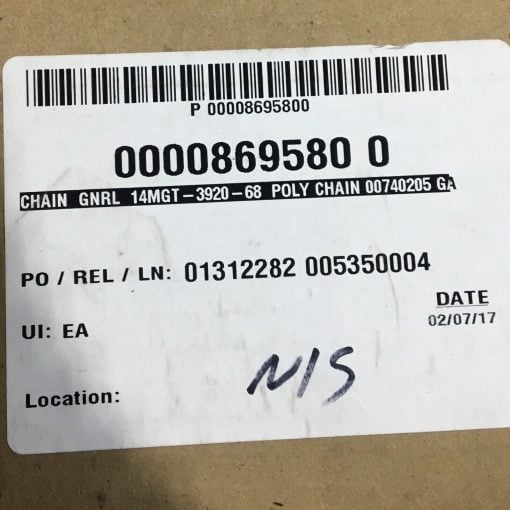 P 00008695800
0000869580 0
CHAIN GNRL 14MGT-3920-68 POLY CHAIN 00740205 GA
PO / REL / LN: 01312282 005350004
DATE
02/07/17
UI: EA
NIS
Location: